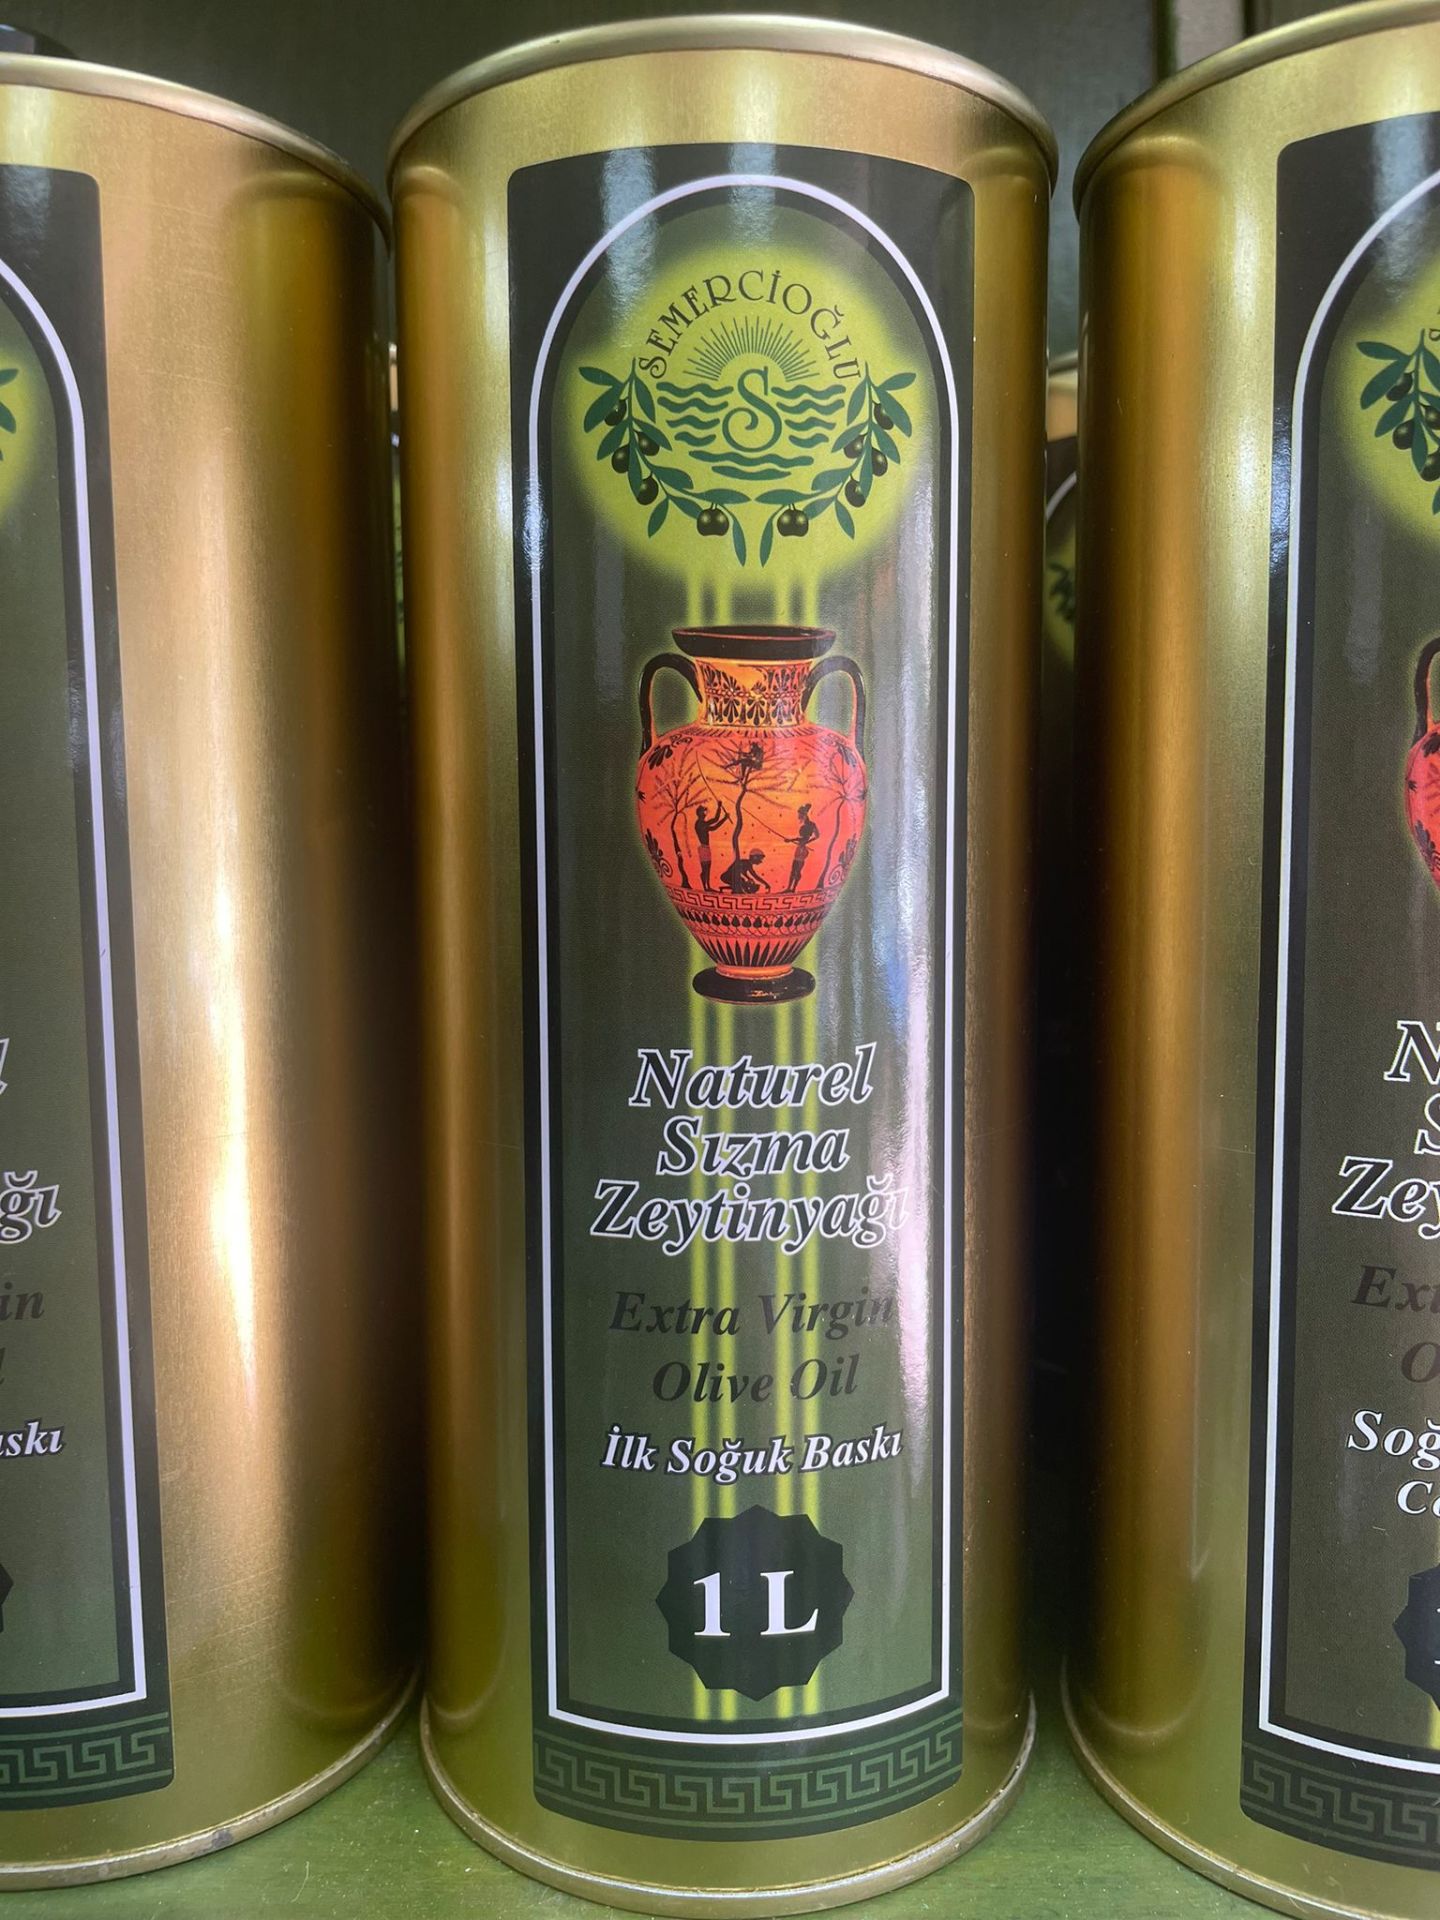 SEMERCİOĞLU
S
Naturel
Sızma
Zeytinyağı
Extra Virgin
Olive Oil
İlk Soğuk Baskı
1 L